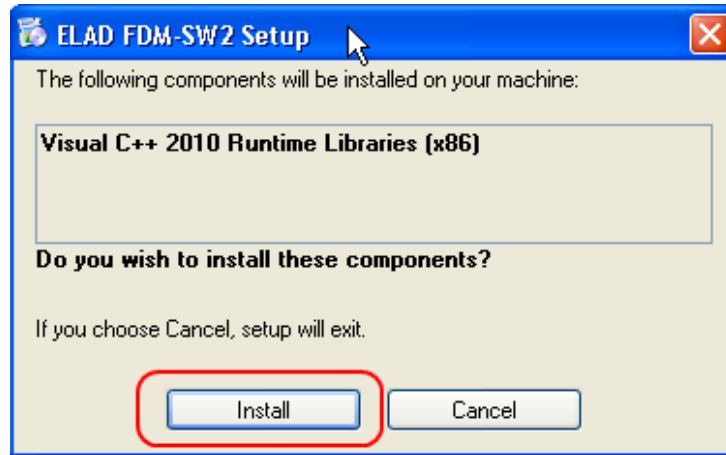 ELAD FDM-SW2 Setup
The following components will be installed on your machine:
Visual C++ 2010 Runtime Libraries (x86)
Do you wish to install these components?
If you choose Cancel, setup will exit.
Install
Cancel